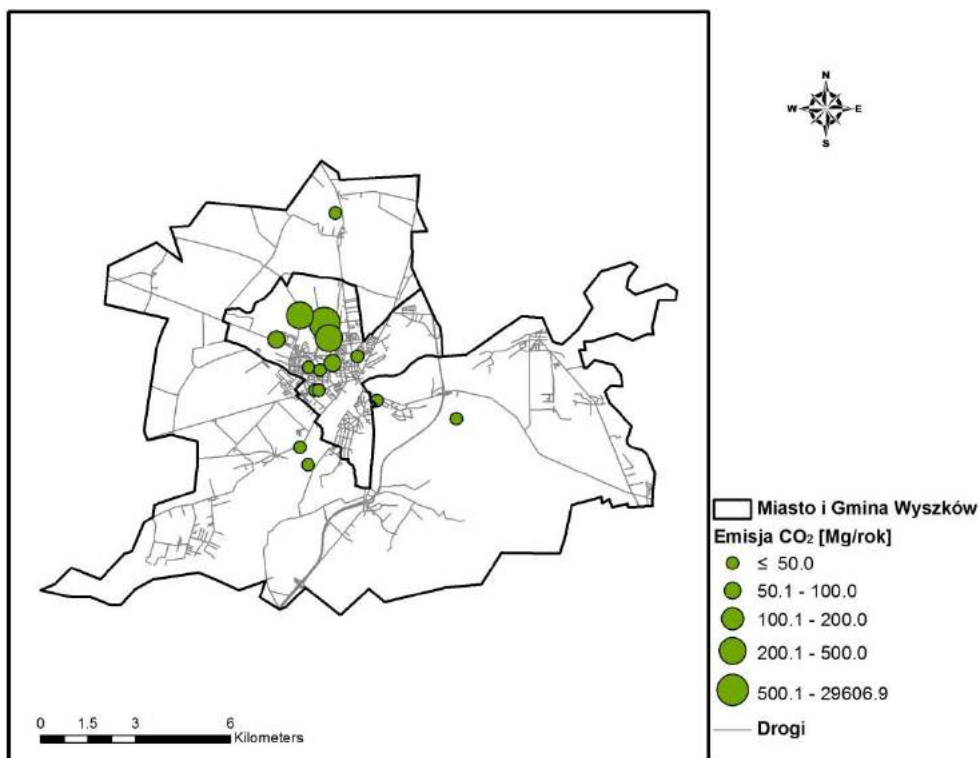 N
W E
S
Miasto i Gmina Wyszków
Emisja CO₂ [Mg/rok]
≤ 50.0
50.1 - 100.0
100.1 - 200.0
200.1 - 500.0
500.1 - 29606.9
Drogi
0 1.5 3 6
Kilometers